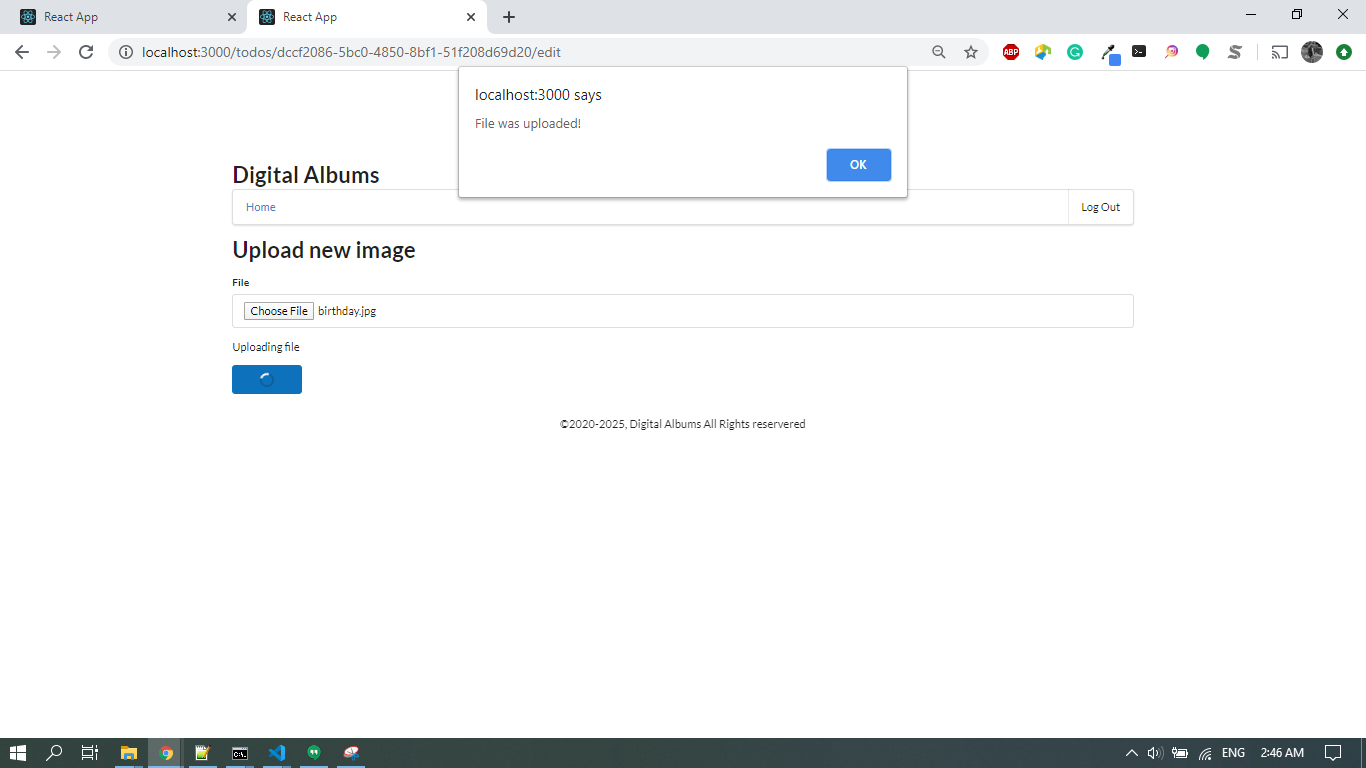 React App
React App
localhost:3000/todos/dccf2086-5bc0-4850-8bf1-51f208d69d20/edit
ABP
localhost:3000 says
File was uploaded!
OK
Digital Albums
Home
Log Out
Upload new image
File
Choose File birthday.jpg
Uploading file
©2020-2025, Digital Albums All Rights reservered
ENG
2:46 AM